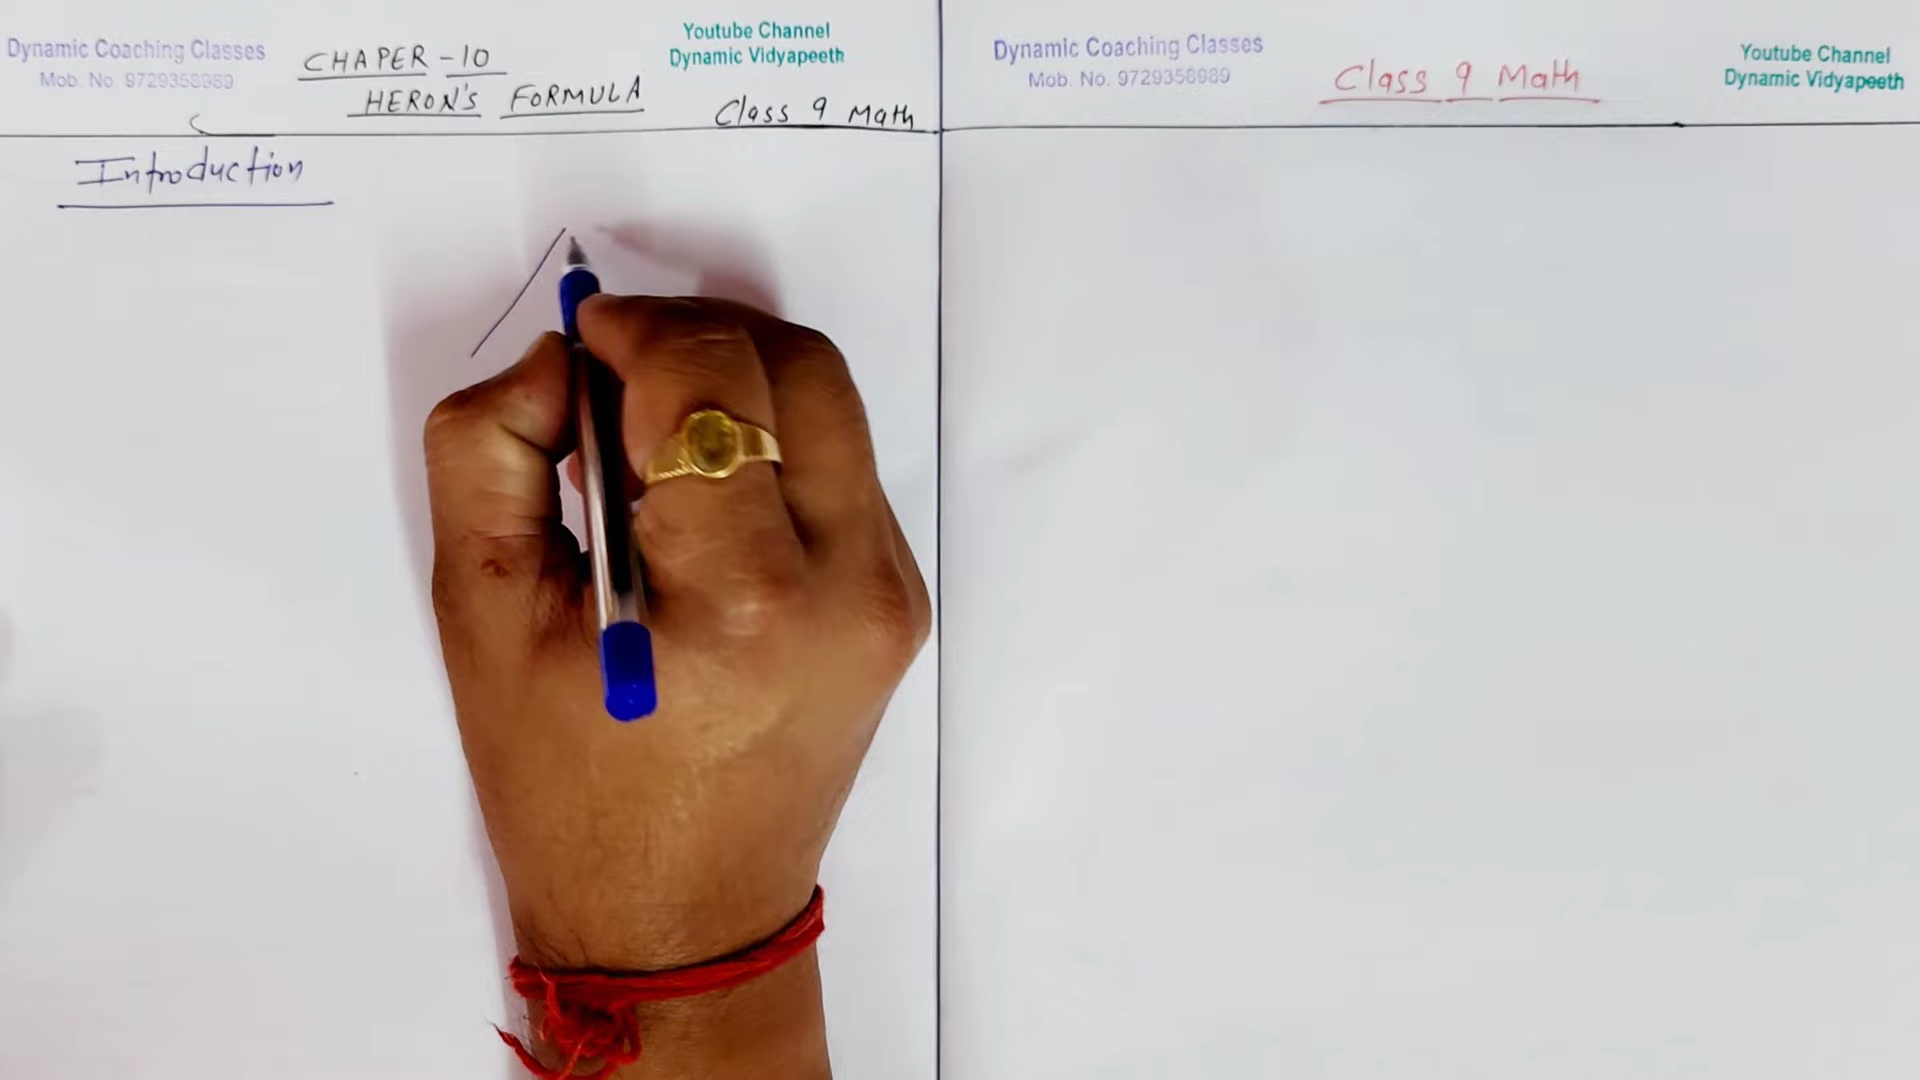 Dynamic Coaching Classes
Mob. No. 9729358989
CHAPER - 10
HERON'S FORMULA
Youtube Channel
Dynamic Vidyapeeth
Class 9 Math
Introduction
Dynamic Coaching Classes
Mob. No. 9729358989
Class 9 Math
Youtube Channel
Dynamic Vidyapeeth